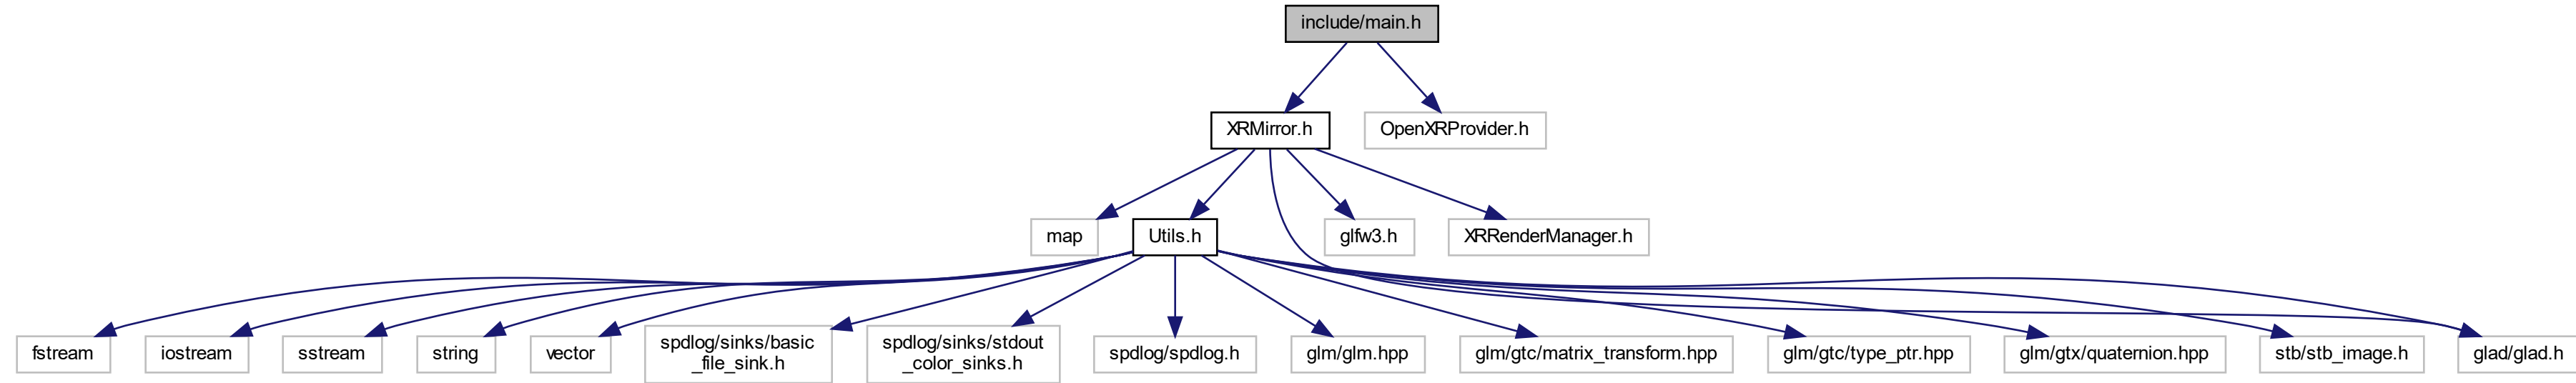 include/main.h
XRMirror.h
OpenXRProvider.h
map
Utils.h
glfw3.h
XRRenderManager.h
fstream
iostream
sstream
string
vector
spdlog/sinks/basic
_file_sink.h
spdlog/sinks/stdout
_color_sinks.h
spdlog/spdlog.h
glm/glm.hpp
glm/gtc/matrix_transform.hpp
glm/gtc/type_ptr.hpp
glm/gtx/quaternion.hpp
stb/stb_image.h
glad/glad.h